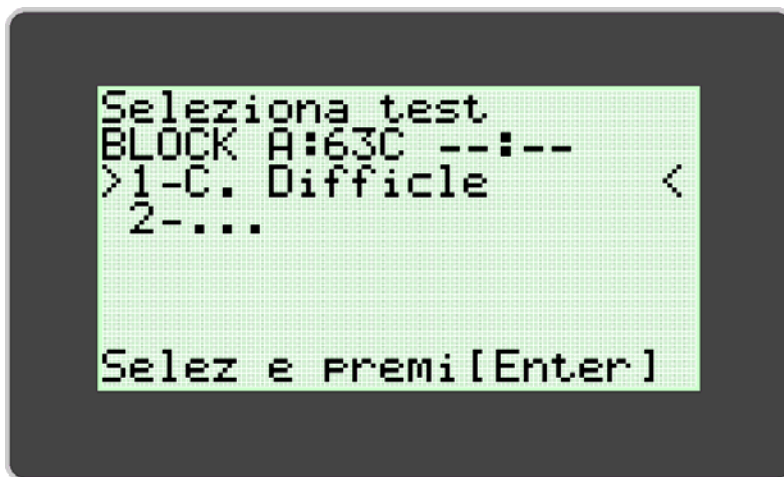 Seleziona test
BLOCK A:63C --:--
>1-C. Difficle <
2-...
Selez e premi[Enter]